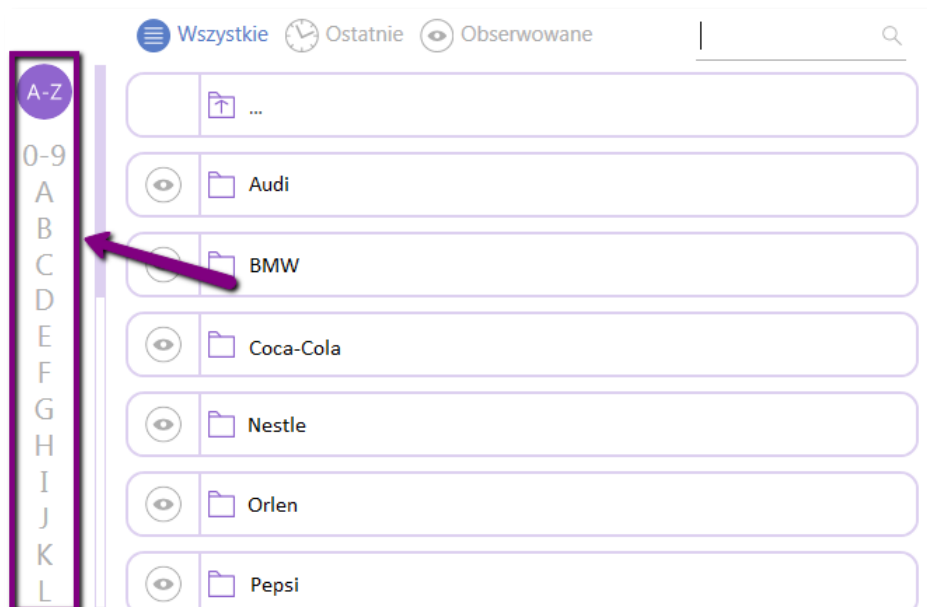 Wszystkie Ostatnie Obserwowane
A-Z
0-9
A
B
C
D
E
F
G
H
I
J
K
L
...
Audi
BMW
Coca-Cola
Nestle
Orlen
Pepsi